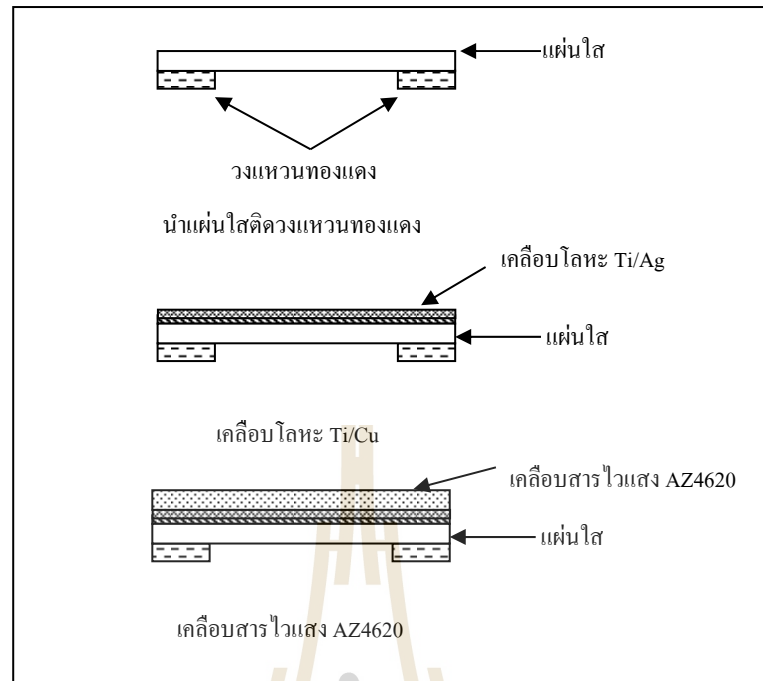 แผ่นใส
วงแหวนทองแดง
นำแผ่นใสติดวงแหวนทองแดง
เคลือบโลหะ Ti/Ag
แผ่นใส
เคลือบโลหะ Ti/Cu
เคลือบสารไวแสง AZ4620
แผ่นใส
เคลือบสารไวแสง AZ4620